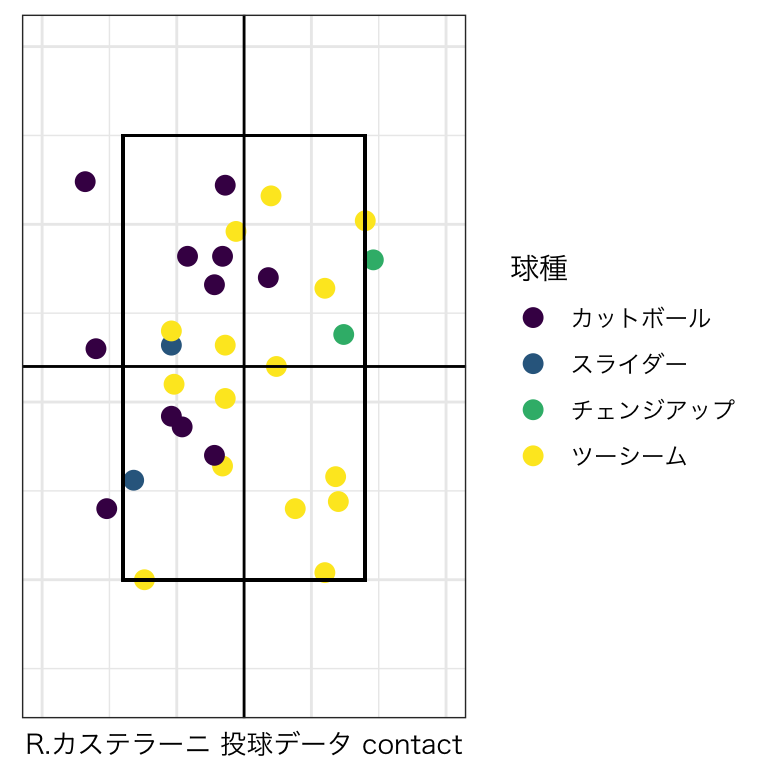 球種
カットボール
スライダー
チェンジアップ
ツーシーム
R.カステラーニ 投球データ contact